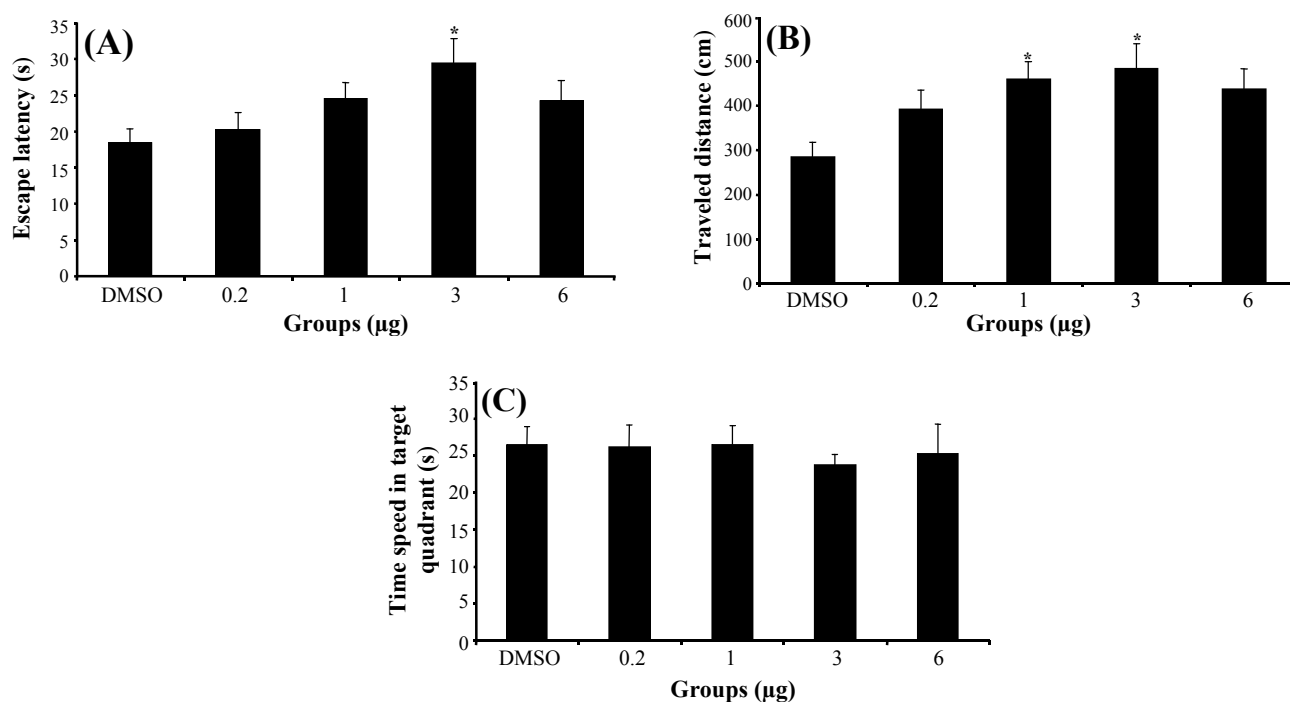 (A)
Escape latency (s)
35
30
25
20
15
10
5
0
*
DMSO 0.2 1 3 6
Groups (µg)
(B)
Traveled distance (cm)
600
500
400
300
200
100
0
* *
DMSO 0.2 1 3 6
Groups (µg)
(C)
Time speed in target
quadrant (s)
35
30
25
20
15
10
5
0
DMSO 0.2 1 3 6
Groups (µg)